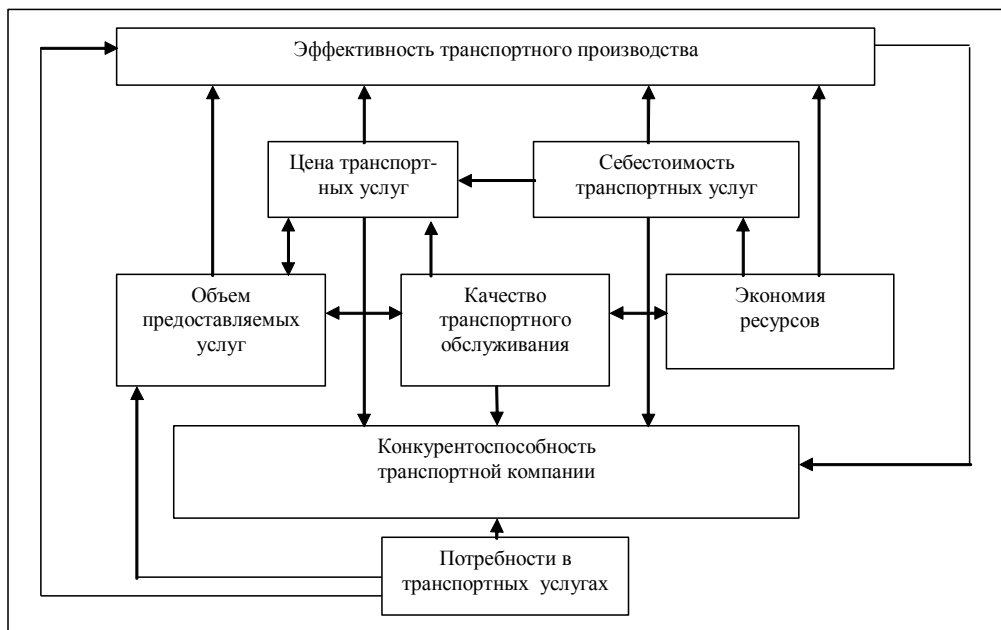 Эффективность транспортного производства
Цена транспорт-
ных услуг
Себестоимость
транспортных услуг
Объем
предоставляемых
услуг
Качество
транспортного
обслуживания
Экономия
ресурсов
Конкурентоспособность
транспортной компании
Потребности в
транспортных услугах